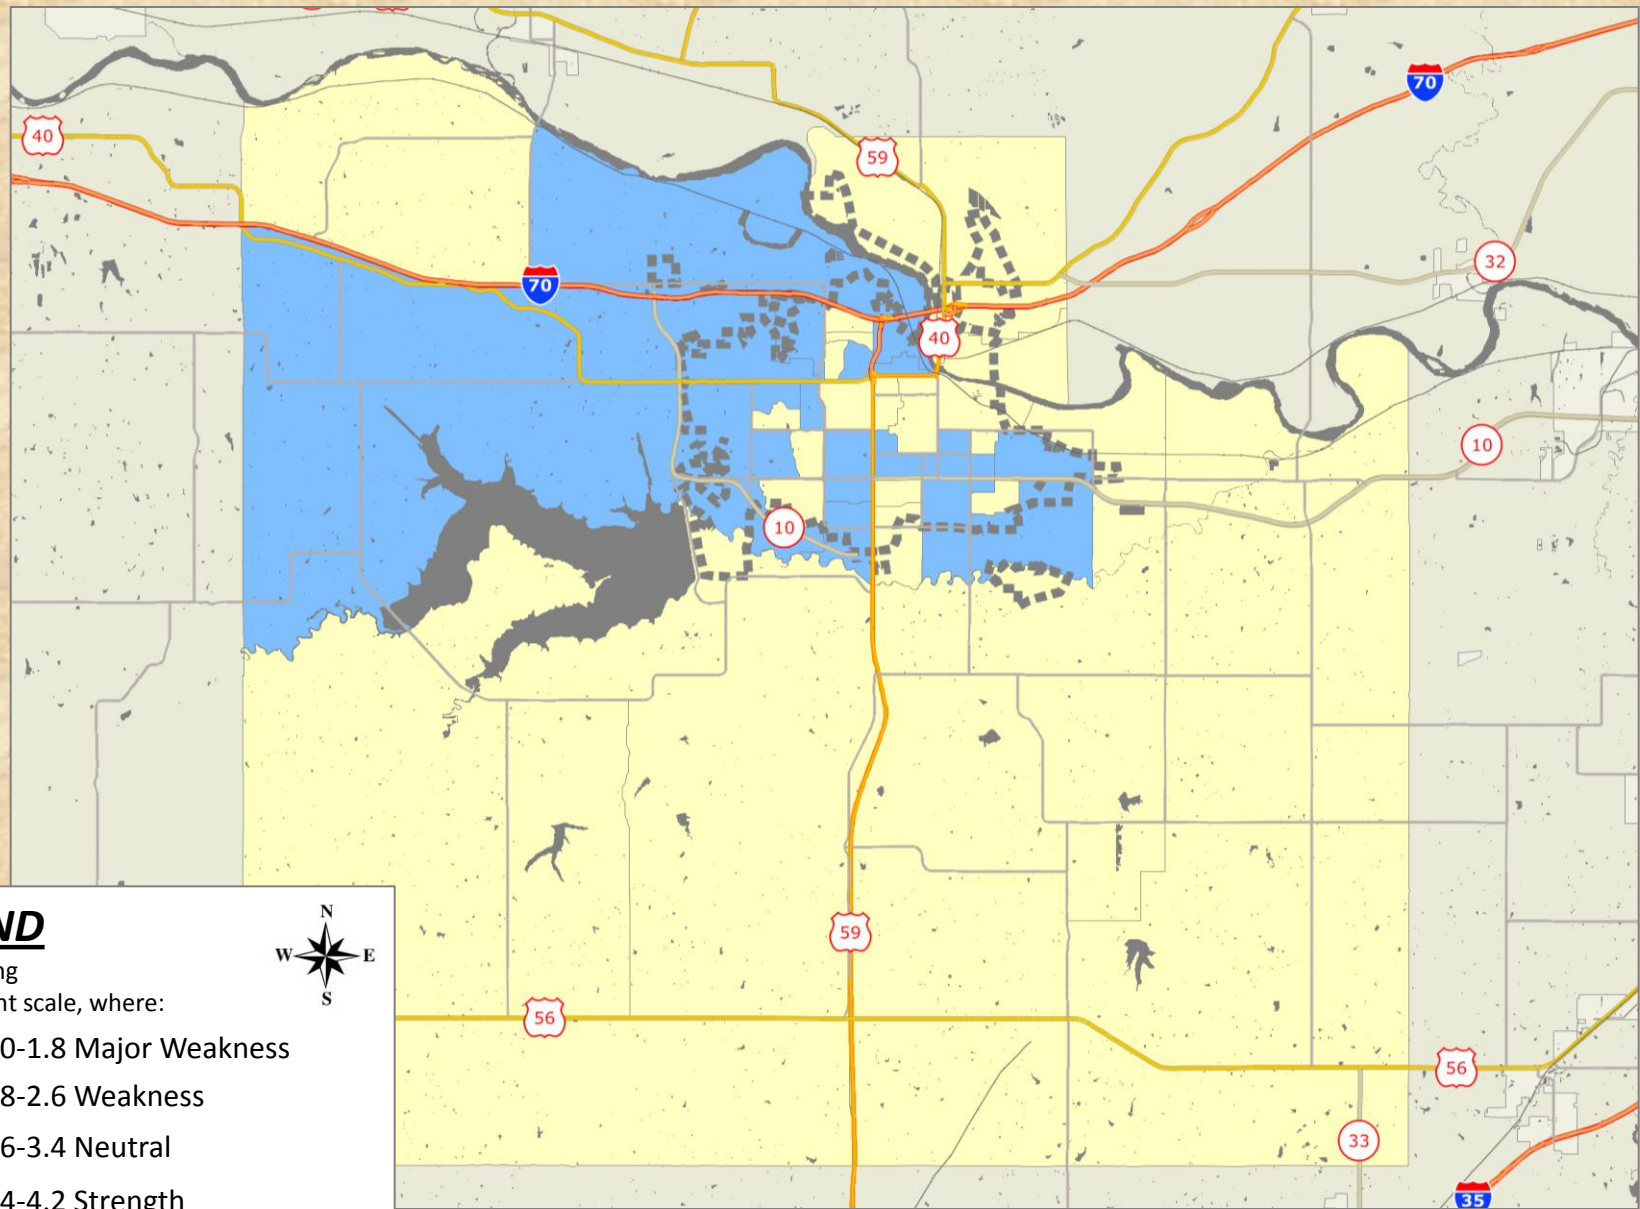 70
40
59
32
70
40
10
10
ND
N
W E
S
ng
nt scale, where:
0-1.8 Major Weakness
8-2.6 Weakness
6-3.4 Neutral
4-4.2 Strength
59
56
56
33
35